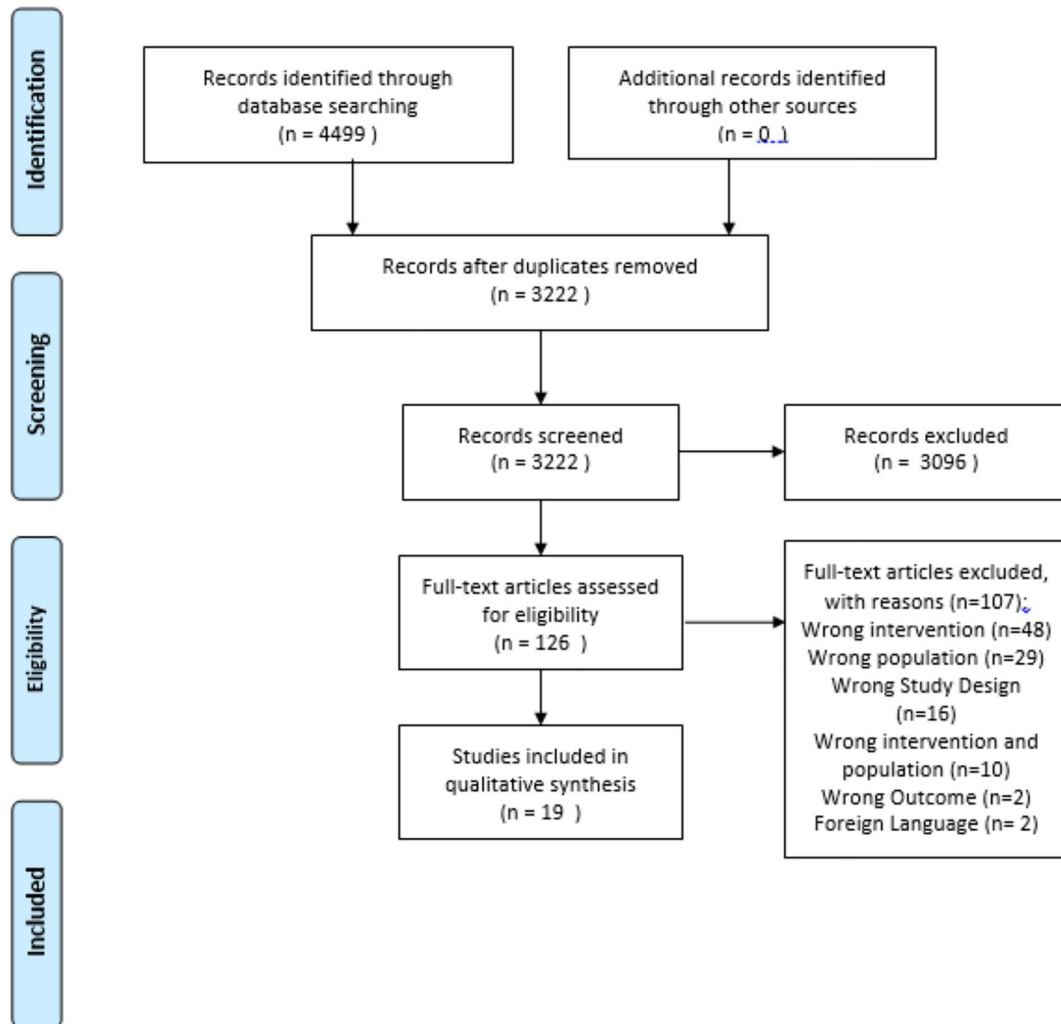 Identification
Records identified through
database searching
(n = 4499 )
Additional records identified
through other sources
(n = 0 )
Records after duplicates removed
(n = 3222 )
Screening
Records screened
(n = 3222 )
Records excluded
(n = 3096 )
Eligibility
Full-text articles assessed
for eligibility
(n = 126 )
Full-text articles excluded,
with reasons (n=107);
Wrong intervention (n=48)
Wrong population (n=29)
Wrong Study Design
(n=16)
Wrong intervention and
population (n=10)
Wrong Outcome (n=2)
Foreign Language (n= 2)
Studies included in
qualitative synthesis
(n = 19 )
Included